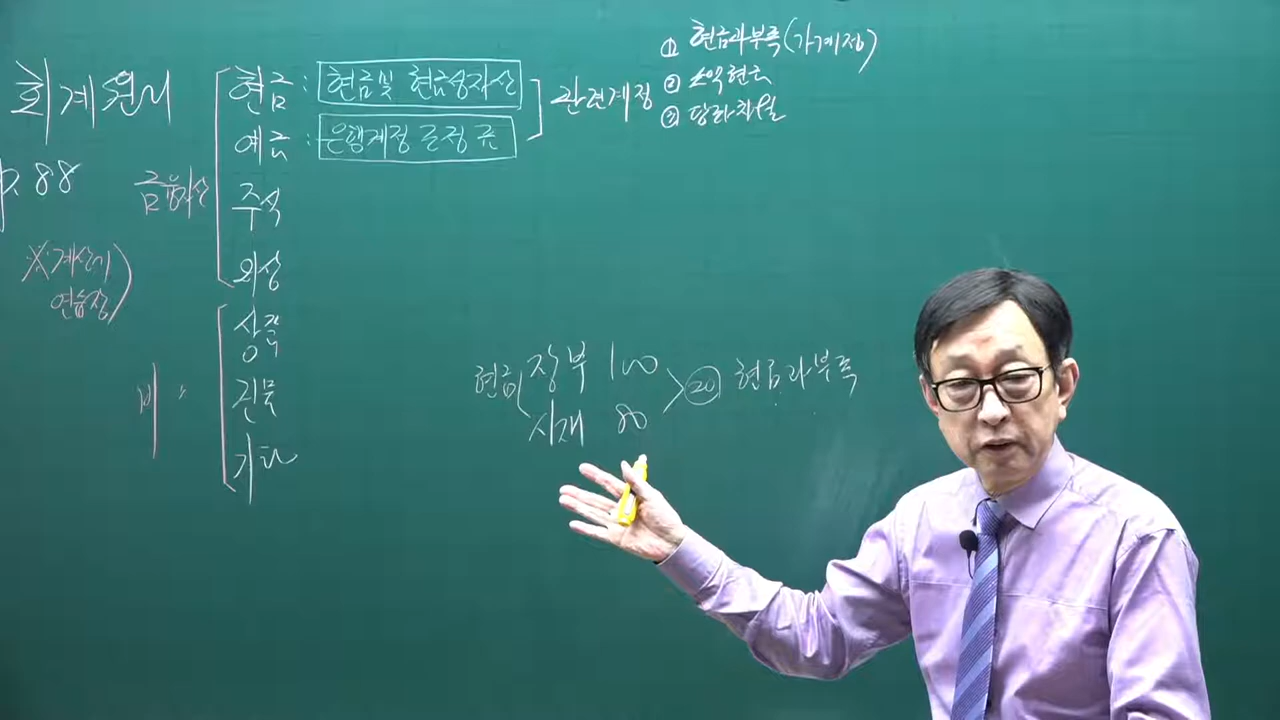 회계원리
p. 88
※ 계산기
연습장
금융자산
현금 : 현금 및 현금성자산
예금 : 은행계정조정표
주식
외상
관련계정
① 현금과부족(가계정)
② 소액현금
③ 당좌차월
비 "
상품
건물
기타
현금
장부 100
시재 80
20 현금과부족